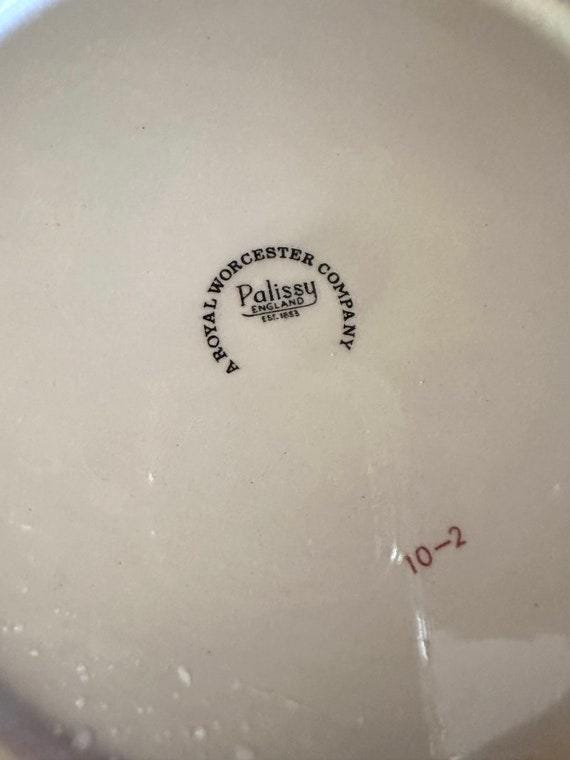 A ROYAL WORCESTER COMPANY
Palissy
ENGLAND
EST. 1853
10-2